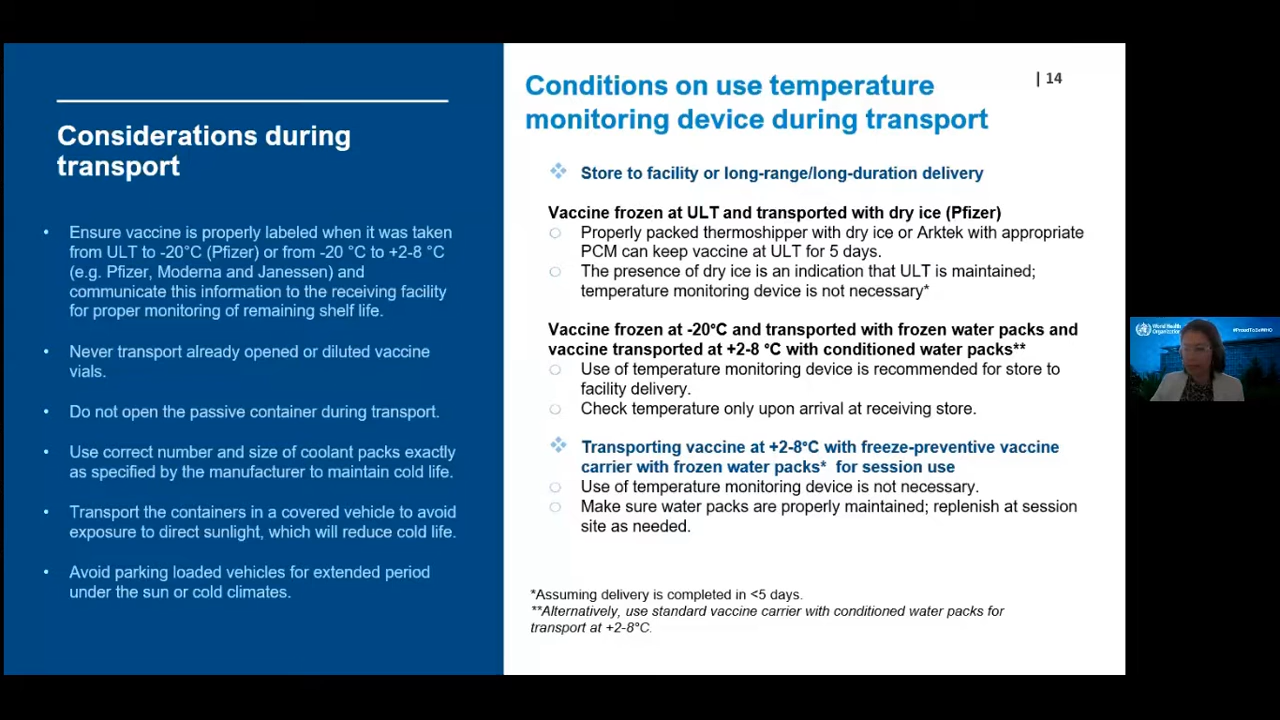 Considerations during
transport
• Ensure vaccine is properly labeled when it was taken
from ULT to -20°C (Pfizer) or from -20 °C to +2-8 °C
(e.g. Pfizer, Moderna and Janessen) and
communicate this information to the receiving facility
for proper monitoring of remaining shelf life.
• Never transport already opened or diluted vaccine
vials.
• Do not open the passive container during transport.
• Use correct number and size of coolant packs exactly
as specified by the manufacturer to maintain cold life.
• Transport the containers in a covered vehicle to avoid
exposure to direct sunlight, which will reduce cold life.
• Avoid parking loaded vehicles for extended period
under the sun or cold climates.
Conditions on use temperature
monitoring device during transport
| 14
❖ Store to facility or long-range/long-duration delivery
Vaccine frozen at ULT and transported with dry ice (Pfizer)
○ Properly packed thermoshipper with dry ice or Arktek with appropriate
PCM can keep vaccine at ULT for 5 days.
○ The presence of dry ice is an indication that ULT is maintained;
temperature monitoring device is not necessary*
Vaccine frozen at -20°C and transported with frozen water packs and
vaccine transported at +2-8 °C with conditioned water packs**
○ Use of temperature monitoring device is recommended for store to
facility delivery.
○ Check temperature only upon arrival at receiving store.
❖ Transporting vaccine at +2-8°C with freeze-preventive vaccine
carrier with frozen water packs* for session use
○ Use of temperature monitoring device is not necessary.
○ Make sure water packs are properly maintained; replenish at session
site as needed.
*Assuming delivery is completed in <5 days.
**Alternatively, use standard vaccine carrier with conditioned water packs for
transport at +2-8°C.
World Health
Organization
#ProudToBeWHO